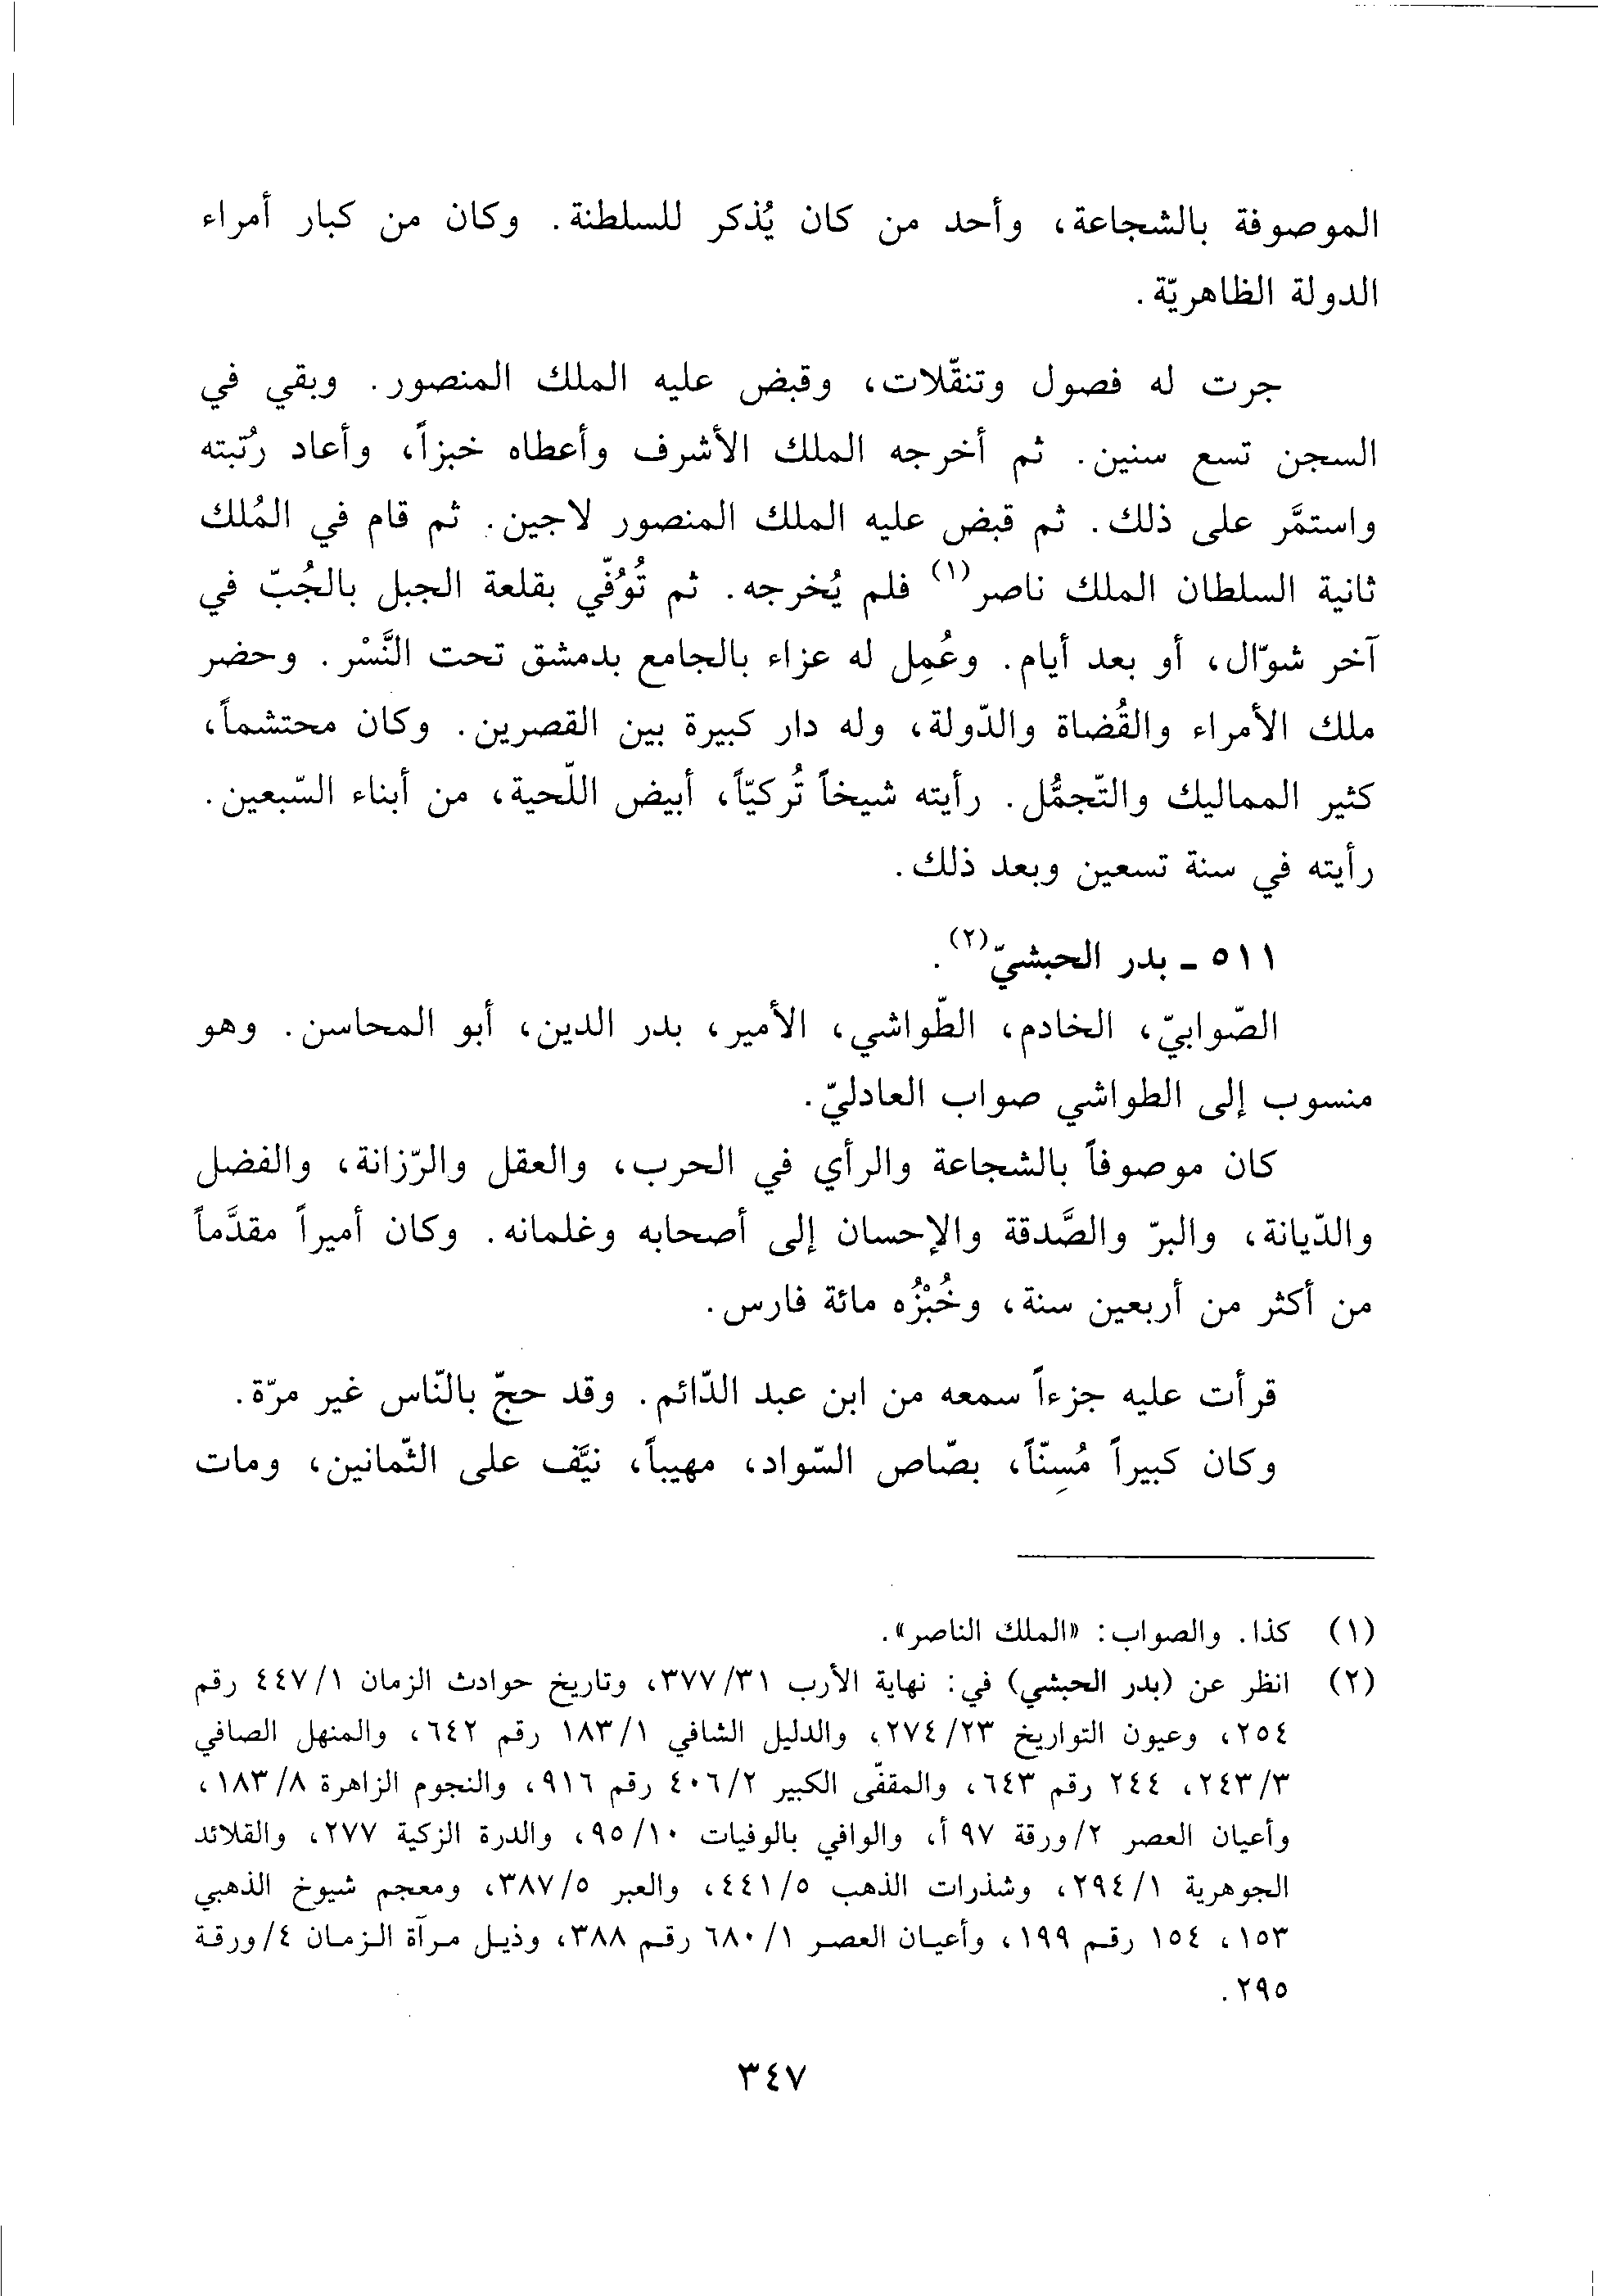 الموصوفة بالشجاعة، وأحد من كان يُذكر للسلطنة. وكان من كبار أمراء
الدولة الظاهريّة.
جرت له فصول وتنقّلات، وقبض عليه الملك المنصور. وبقي في
السجن تسع سنين. ثم أخرجه الملك الأشرف وأعطاه خبزاً، وأعاد رُتبته
واستمَّر على ذلك. ثم قبض عليه الملك المنصور لاجين. ثم قام في المُلك
ثانية السلطان الملك ناصر(١) فلم يُخرجه. ثم تُوُفّي بقلعة الجبل بالجُبّ في
آخر شوّال، أو بعد أيام. وعُمِل له عزاء بالجامع بدمشق تحت النَّسْر. وحضر
ملك الأمراء والقُضاة والدّولة، وله دار كبيرة بين القصرين. وكان محتشماً،
كثير المماليك والتّجمُّل. رأيته شيخاً تُركيّاً، أبيض اللّحية، من أبناء السّبعين.
رأيته في سنة تسعين وبعد ذلك.
٥١١ ـ بدر الحبشيّ(٢).
الصّوابيّ، الخادم، الطّواشي، الأمير، بدر الدين، أبو المحاسن. وهو
منسوب إلى الطواشي صواب العادليّ.
كان موصوفاً بالشجاعة والرأي في الحرب، والعقل والرّزانة، والفضل
والدّيانة، والبرّ والصَّدقة والإحسان إلى أصحابه وغلمانه. وكان أميراً مقدَّماً
من أكثر من أربعين سنة، وخُبْزُه مائة فارس.
قرأت عليه جزءاً سمعه من ابن عبد الدّائم. وقد حجّ بالنّاس غير مرّة.
وكان كبيراً مُسِنّاً، بصّاص السّواد، مهيباً، نيَّف على الثّمانين، ومات
(١) كذا. والصواب: «الملك الناصر».
(٢) انظر عن (بدر الحبشي) في: نهاية الأرب ٣١/٣٧٧، وتاريخ حوادث الزمان ١/٤٤٧ رقم
٢٥٤، وعيون التواريخ ٢٣/٢٧٤، والدليل الشافي ١/١٨٣ رقم ٦٤٢، والمنهل الصافي
٣/٢٤٣، ٢٤٤ رقم ٦٤٣، والمقفّى الكبير ٢/٤٠٦ رقم ٩١٦، والنجوم الزاهرة ٨/١٨٣،
وأعيان العصر ٢/ورقة ٩٧ أ، والوافي بالوفيات ١٠/٩٥، والدرة الزكية ٢٧٧، والقلائد
الجوهرية ١/٢٩٤، وشذرات الذهب ٥/٤٤١، والعبر ٥/٣٨٧، ومعجم شيوخ الذهبي
١٥٣، ١٥٤ رقم ١٩٩، وأعيان العصر ١/٦٨٠ رقم ٣٨٨، وذيل مرآة الزمان ٤/ورقة
٢٩٥.
٣٤٧